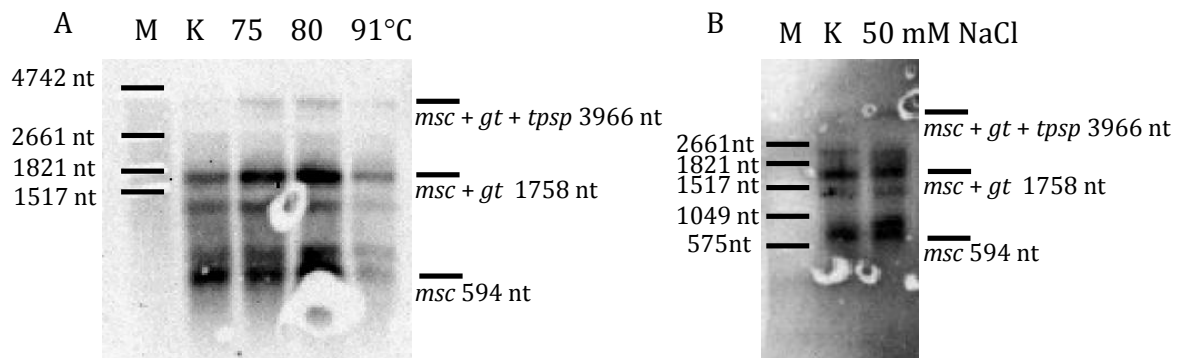 A
M K 75 80 91°C
4742 nt
2661 nt
1821 nt
1517 nt
msc + gt + tpsp 3966 nt
msc + gt 1758 nt
msc 594 nt
B
M K 50 mM NaCl
2661nt
1821 nt
1517 nt
1049 nt
575nt
msc + gt + tpsp 3966 nt
msc + gt 1758 nt
msc 594 nt